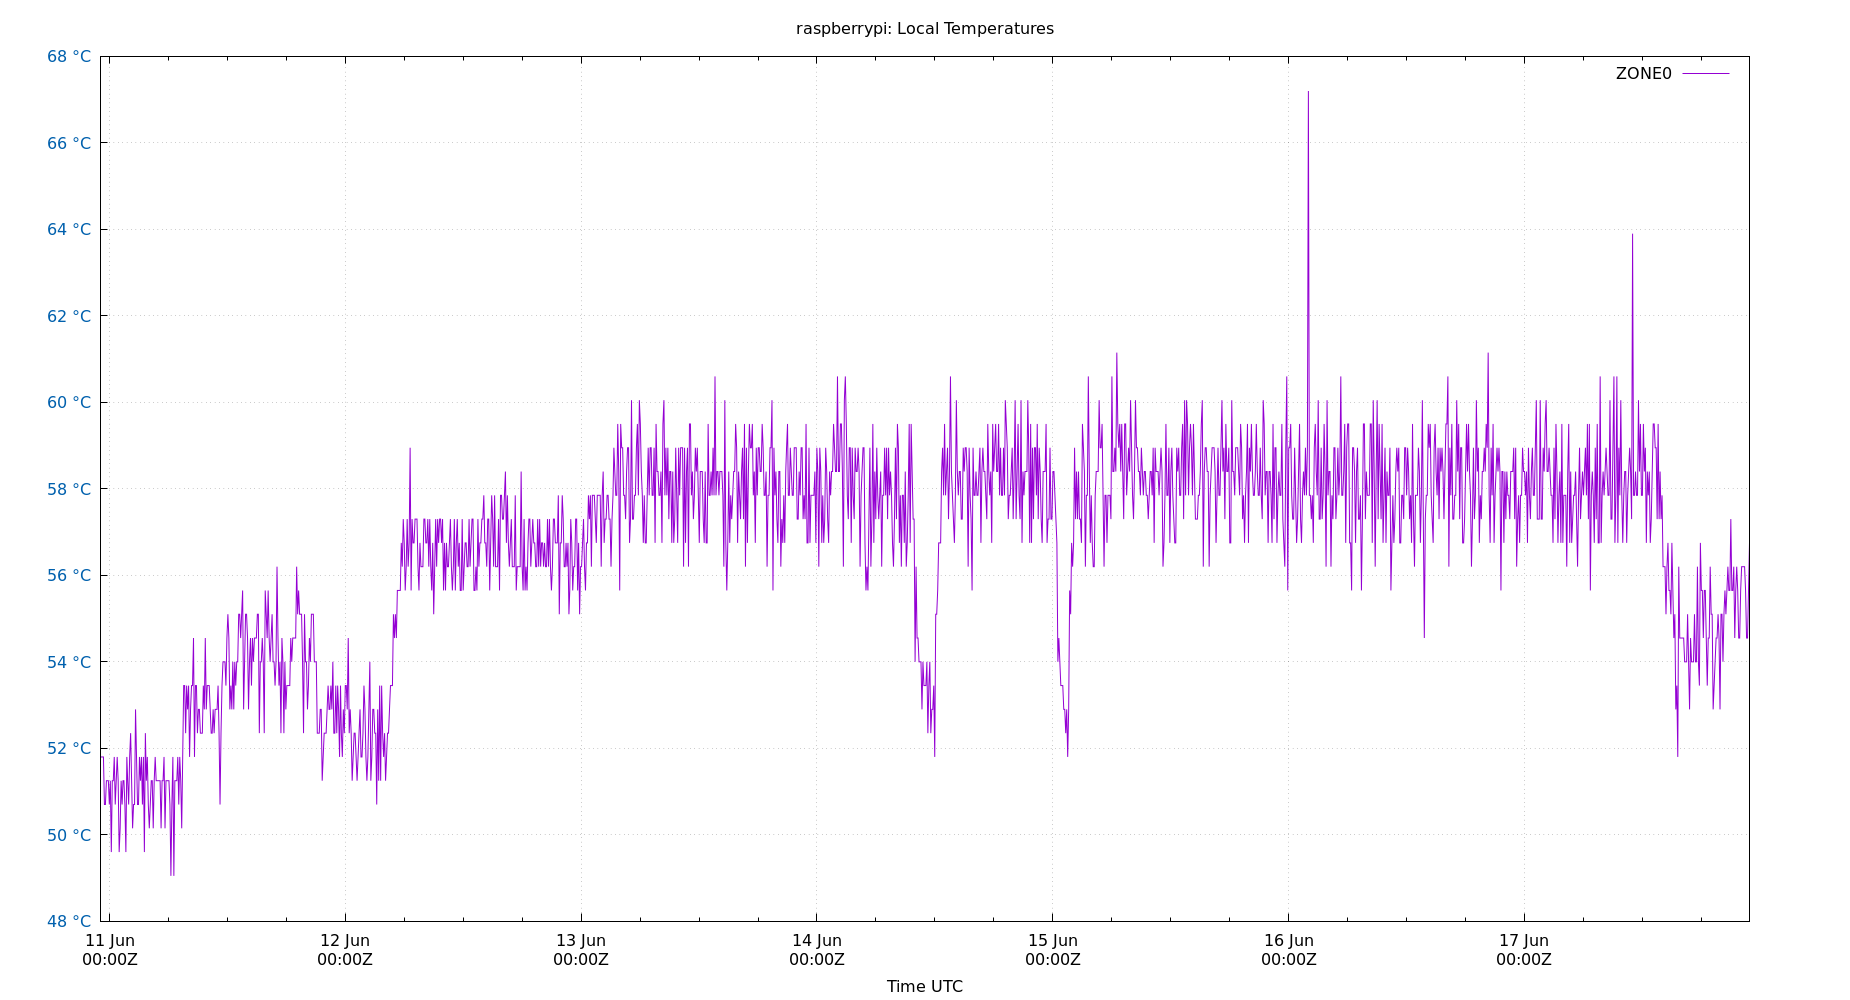 raspberrypi: Local Temperatures
ZONE0
68 °C
66 °C
64 °C
62 °C
60 °C
58 °C
56 °C
54 °C
52 °C
50 °C
48 °C
11 Jun 12 Jun 13 Jun 14 Jun 15 Jun 16 Jun 17 Jun
00:00Z 00:00Z 00:00Z 00:00Z 00:00Z 00:00Z 00:00Z
Time UTC